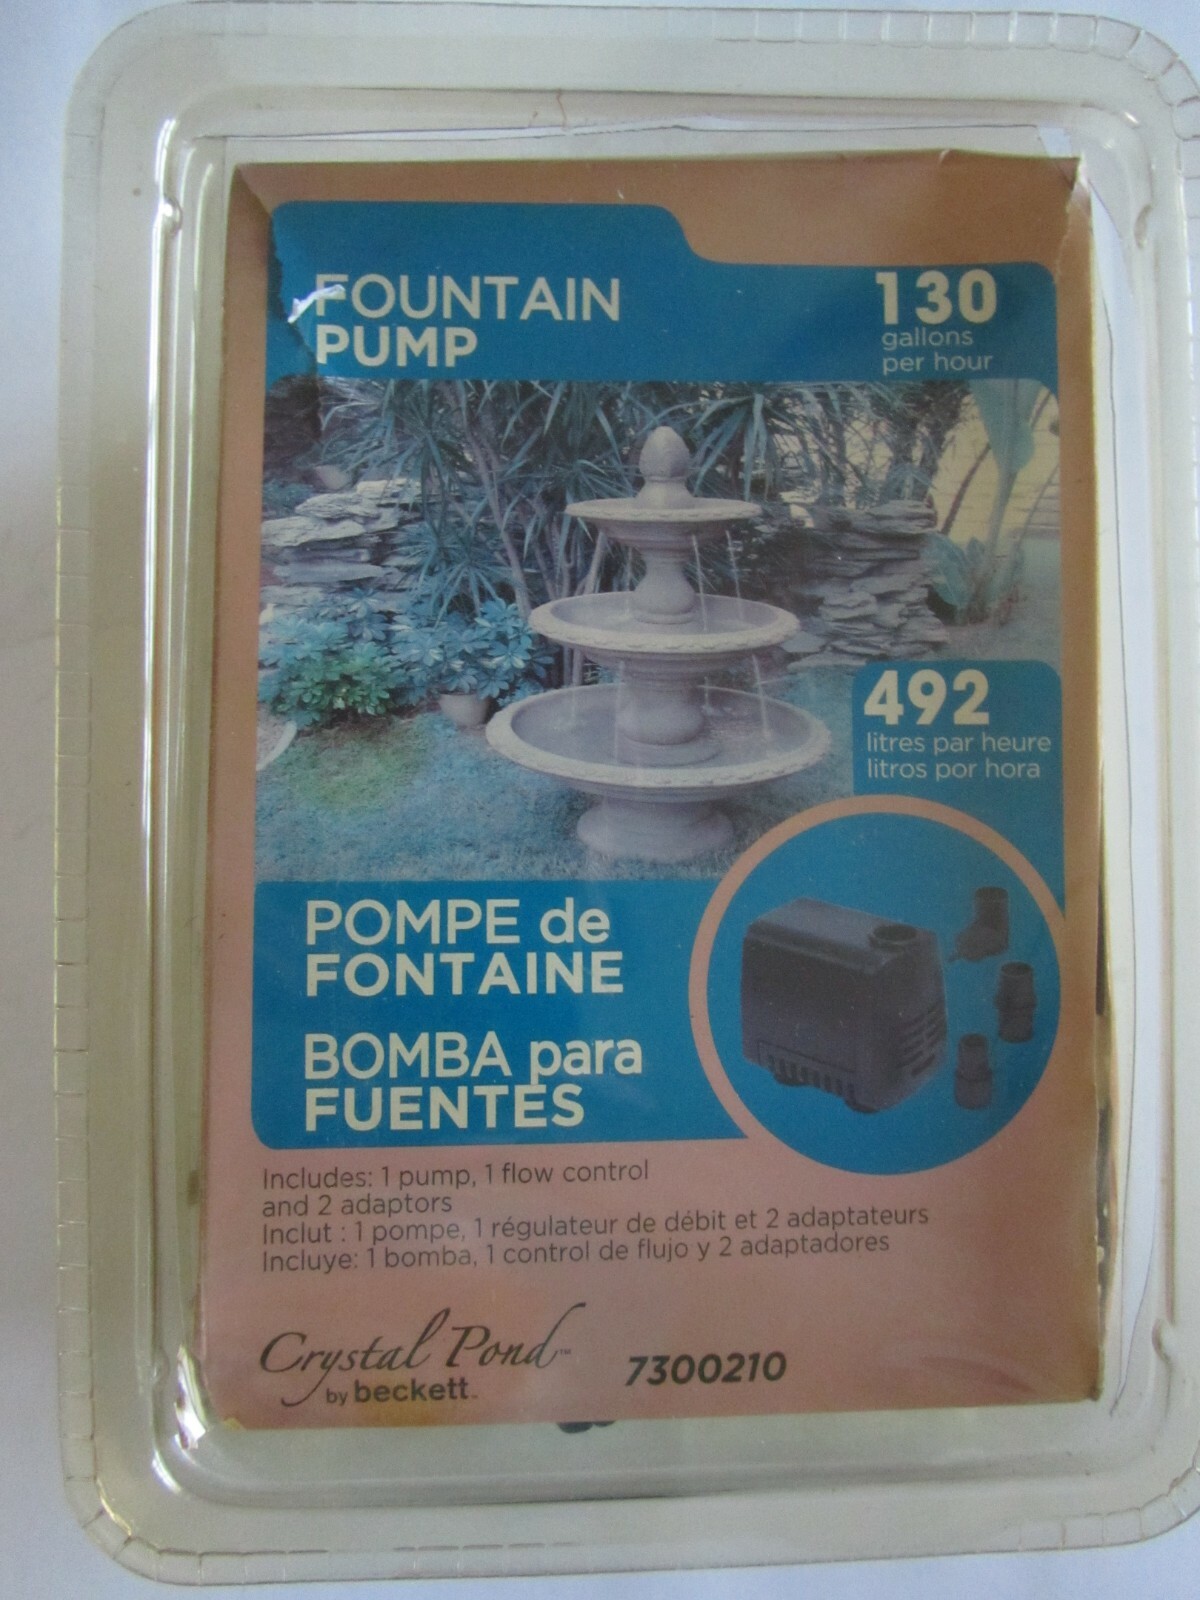 FOUNTAIN
PUMP
130
gallons
per hour
492
litres par heure
litros por hora
POMPE de
FONTAINE
BOMBA para
FUENTES
Includes: 1 pump, 1 flow control
and 2 adaptors
Inclut : 1 pompe, 1 régulateur de débit et 2 adaptateurs
Incluye: 1 bomba, 1 control de flujo y 2 adaptadores
Crystal Pond™
by beckett™
7300210